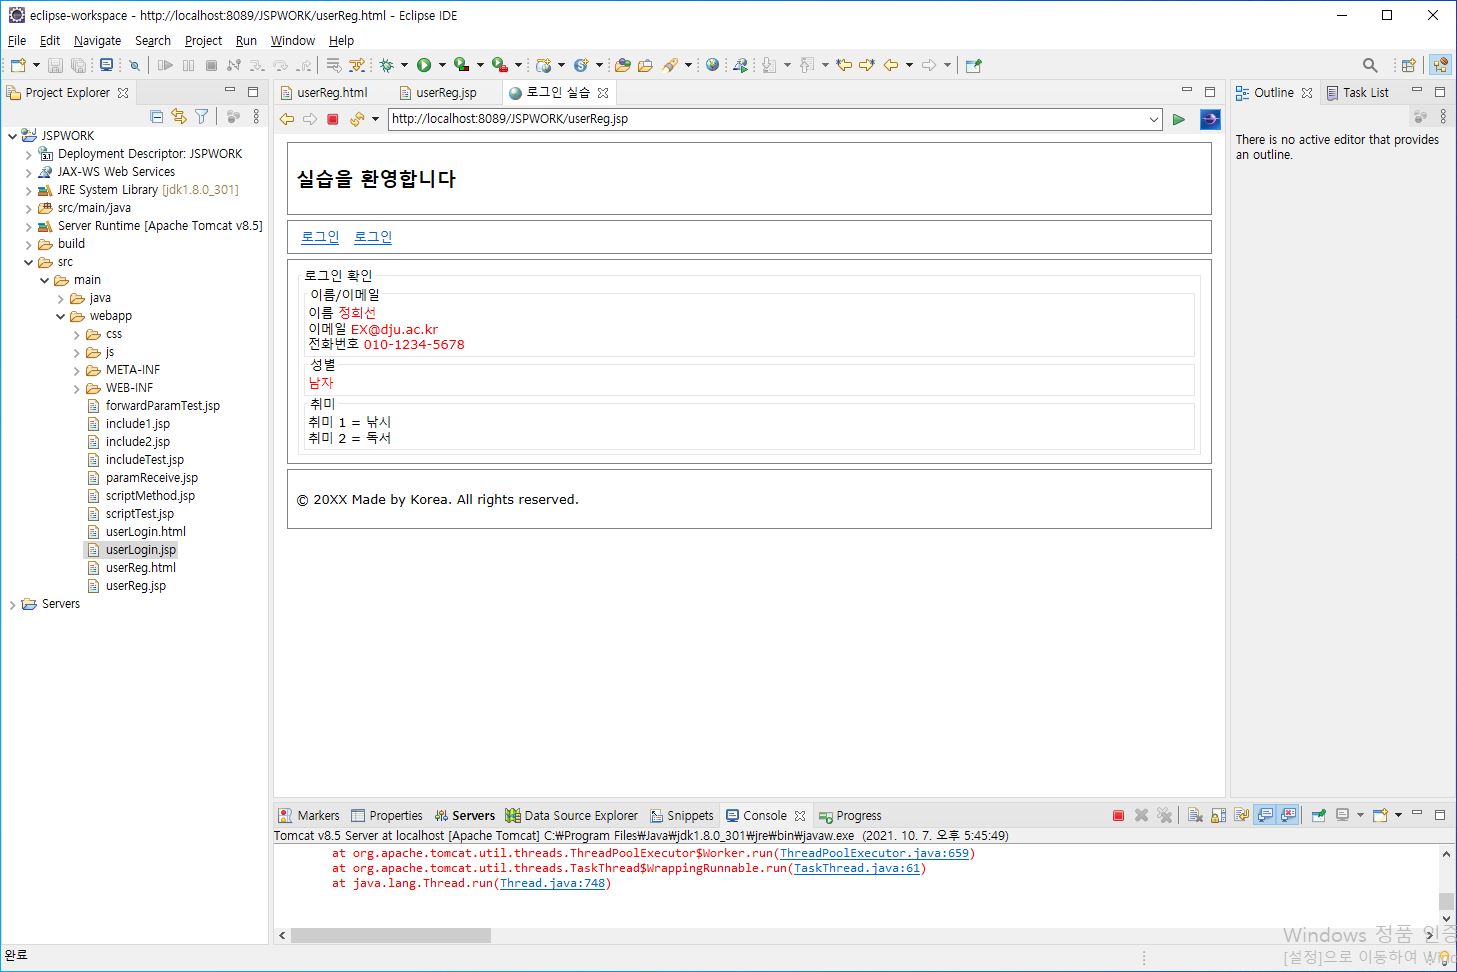 eclipse-workspace - http://localhost:8089/JSPWORK/userReg.html - Eclipse IDE
File Edit Navigate Search Project Run Window Help
Project Explorer
JSPWORK
Deployment Descriptor: JSPWORK
JAX-WS Web Services
JRE System Library [jdk1.8.0_301]
src/main/java
Server Runtime [Apache Tomcat v8.5]
build
src
main
java
webapp
css
js
META-INF
WEB-INF
forwardParamTest.jsp
include1.jsp
include2.jsp
includeTest.jsp
paramReceive.jsp
scriptMethod.jsp
scriptTest.jsp
userLogin.html
userLogin.jsp
userReg.html
userReg.jsp
Servers
userReg.html userReg.jsp 로그인 실습
http://localhost:8089/JSPWORK/userReg.jsp
실습을 환영합니다
로그인 로그인
로그인 확인
이름/이메일
이름 정희선
이메일 EX@dju.ac.kr
전화번호 010-1234-5678
성별
남자
취미
취미 1 = 낚시
취미 2 = 독서
© 20XX Made by Korea. All rights reserved.
Outline Task List
There is no active editor that provides
an outline.
Markers Properties Servers Data Source Explorer Snippets Console Progress
Tomcat v8.5 Server at localhost [Apache Tomcat] C:₩Program Files₩Java₩jdk1.8.0_301₩jre₩bin₩javaw.exe (2021. 10. 7. 오후 5:45:49)
at org.apache.tomcat.util.threads.ThreadPoolExecutor$Worker.run(ThreadPoolExecutor.java:659)
at org.apache.tomcat.util.threads.TaskThread$WrappingRunnable.run(TaskThread.java:61)
at java.lang.Thread.run(Thread.java:748)
Windows 정품 인증
[설정]으로 이동하여 Win
완료